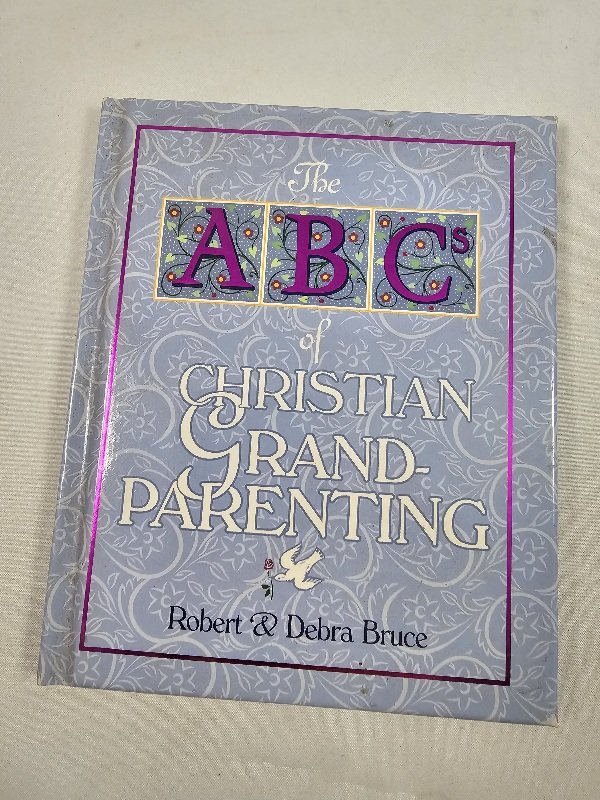 The
ABCs
of
CHRISTIAN
GRAND-
PARENTING
Robert & Debra Bruce